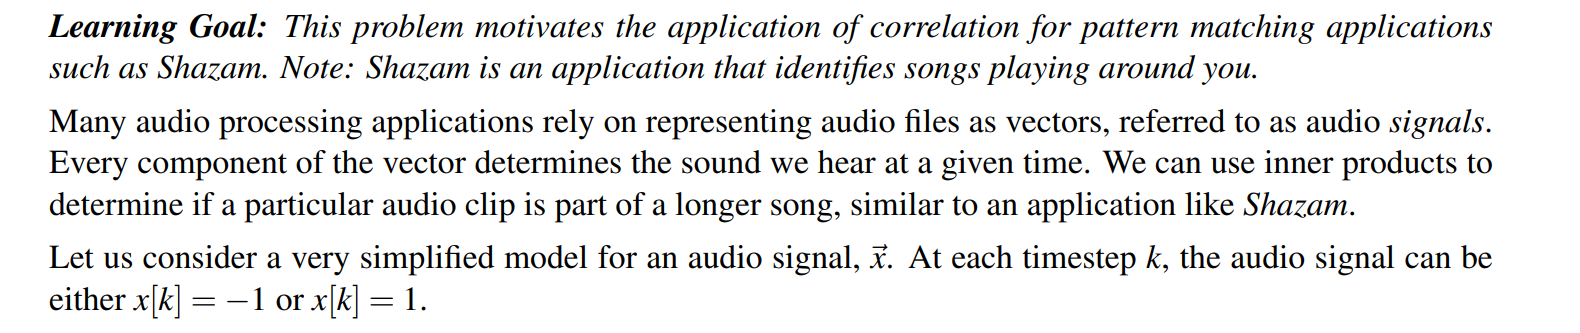 Learning Goal: This problem motivates the application of correlation for pattern matching applications
such as Shazam. Note: Shazam is an application that identifies songs playing around you.
Many audio processing applications rely on representing audio files as vectors, referred to as audio signals.
Every component of the vector determines the sound we hear at a given time. We can use inner products to
determine if a particular audio clip is part of a longer song, similar to an application like Shazam.
Let us consider a very simplified model for an audio signal, x⃗. At each timestep k, the audio signal can be
either x[k] = −1 or x[k] = 1.